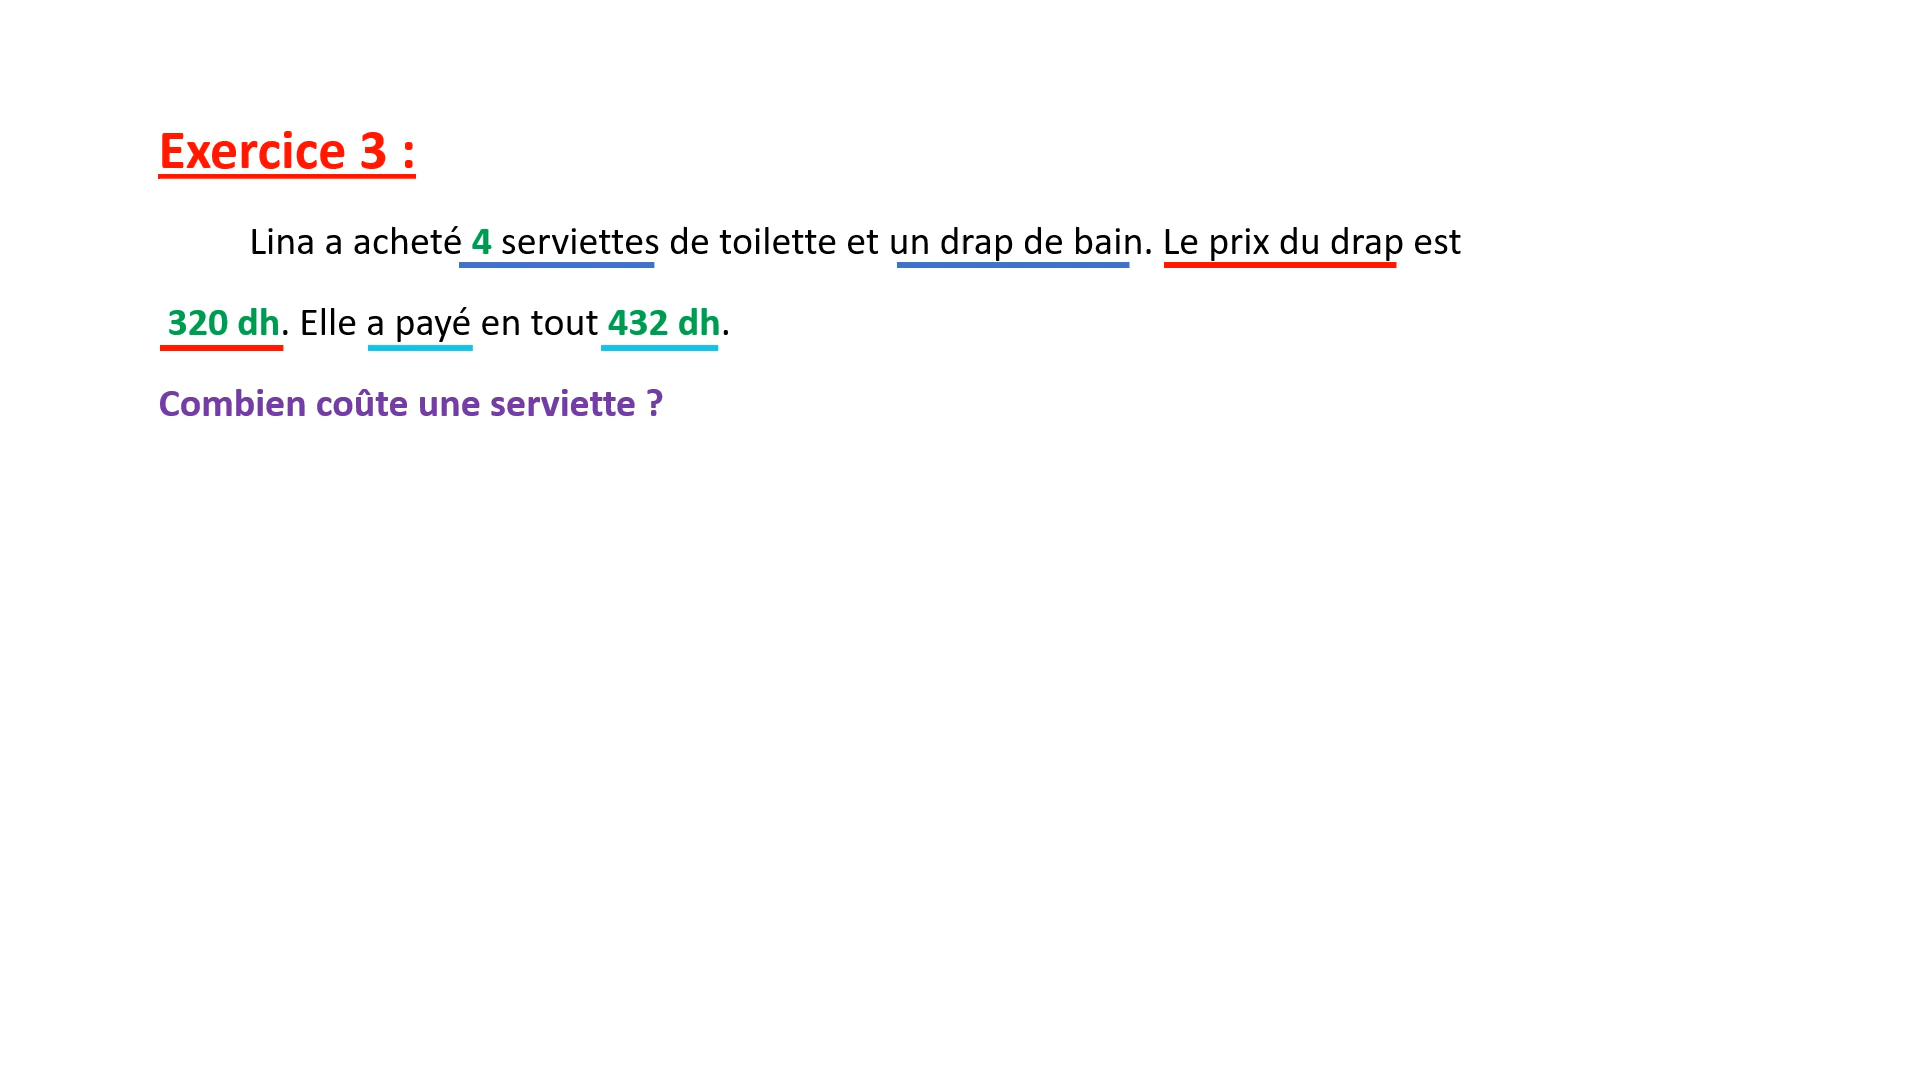 Exercice 3 :
Lina a acheté 4 serviettes de toilette et un drap de bain. Le prix du drap est
320 dh. Elle a payé en tout 432 dh.
Combien coûte une serviette ?